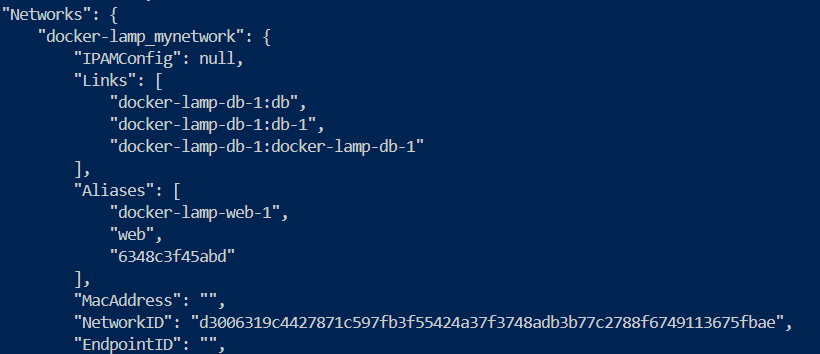 "Networks": {
"docker-lamp_mynetwork": {
"IPAMConfig": null,
"Links": [
"docker-lamp-db-1:db",
"docker-lamp-db-1:db-1",
"docker-lamp-db-1:docker-lamp-db-1"
],
"Aliases": [
"docker-lamp-web-1",
"web",
"6348c3f45abd"
],
"MacAddress": "",
"NetworkID": "d3006319c4427871c597fb3f55424a37f3748adb3b77c2788f6749113675fbae",
"EndpointID": "",